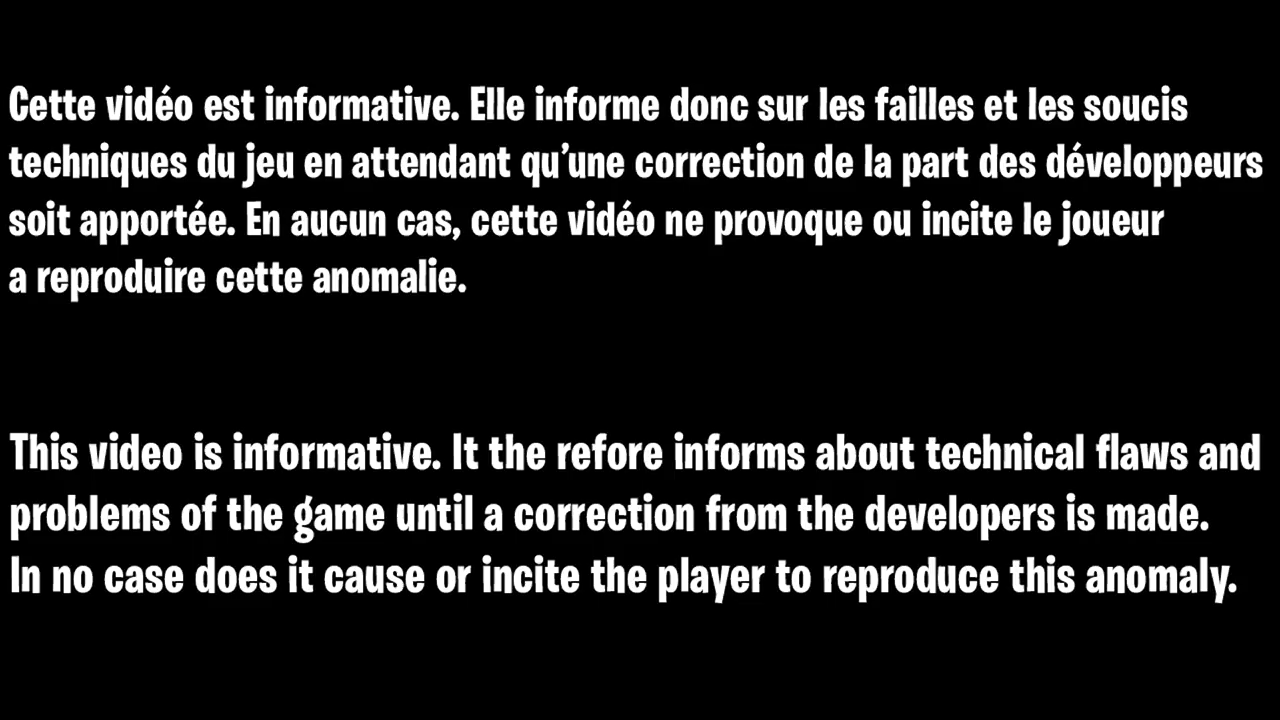 Cette vidéo est informative. Elle informe donc sur les failles et les soucis
techniques du jeu en attendant qu’une correction de la part des développeurs
soit apportée. En aucun cas, cette vidéo ne provoque ou incite le joueur
a reproduire cette anomalie.
This video is informative. It the refore informs about technical flaws and
problems of the game until a correction from the developers is made.
In no case does it cause or incite the player to reproduce this anomaly.